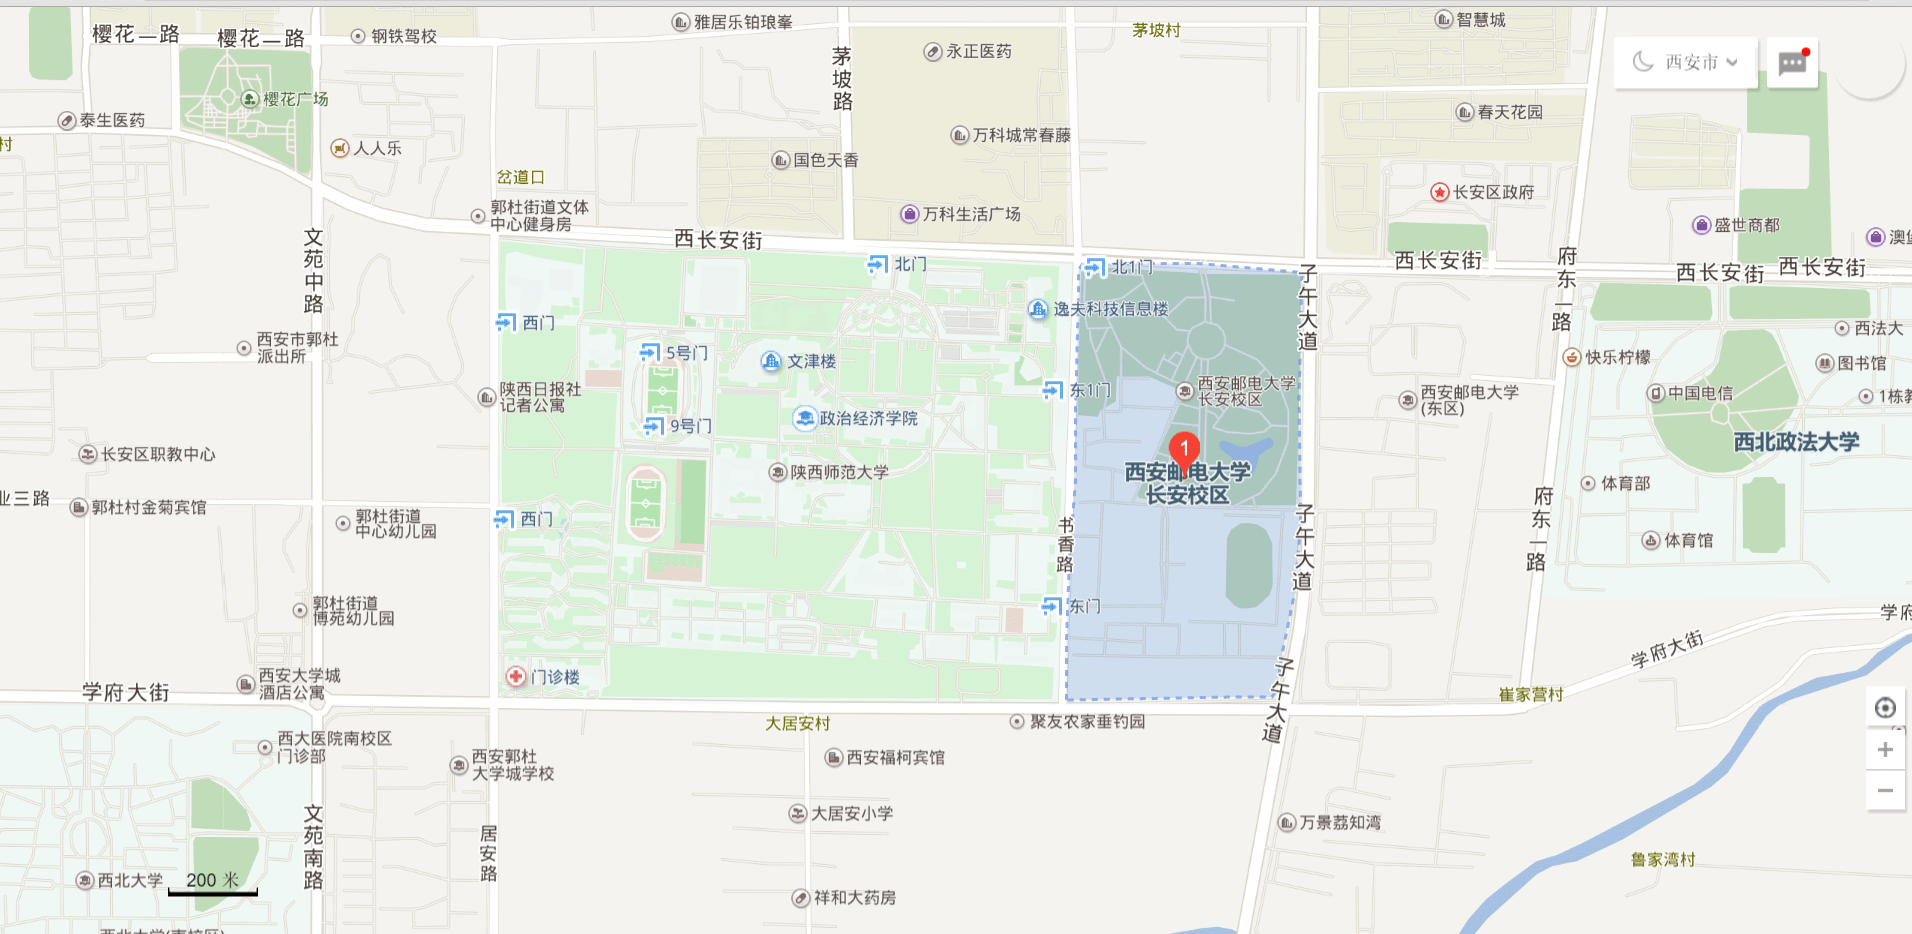 樱花二路
樱花二路
钢铁驾校
雅居乐铂琅峯
茅坡村
智慧城
西安市
永正医药
茅坡路
樱花广场
泰生医药
村
人人乐
万科城常春藤
国色天香
春天花园
岔道口
郭杜街道文体
中心健身房
万科生活广场
长安区政府
盛世商都
澳堡
文苑中路
西长安街
西长安街
西长安街
西长安街
府东一路
北门
北1门
子午大道
西门
逸夫科技信息楼
西安市郭杜
派出所
5号门
文津楼
陕西日报社
记者公寓
东1门
西安邮电大学
长安校区
西安邮电大学
(东区)
快乐柠檬
西法大
图书馆
中国电信
1栋教
9号门
政治经济学院
西北政法大学
长安区职教中心
陕西师范大学
1
西安邮电大学
长安校区
体育部
业三路
郭杜村金菊宾馆
郭杜街道
中心幼儿园
西门
书香路
子午大道
府东一路
体育馆
郭杜街道
博苑幼儿园
东门
学府
学府大街
西安大学城
酒店公寓
门诊楼
子午大道
学府大街
崔家营村
大居安村
聚友农家垂钓园
西大医院南校区
门诊部
西安郭杜
大学城学校
西安福柯宾馆
大居安小学
万景荔知湾
文苑南路
居安路
鲁家湾村
西北大学
200 米
祥和大药房
西北大学(南校区)